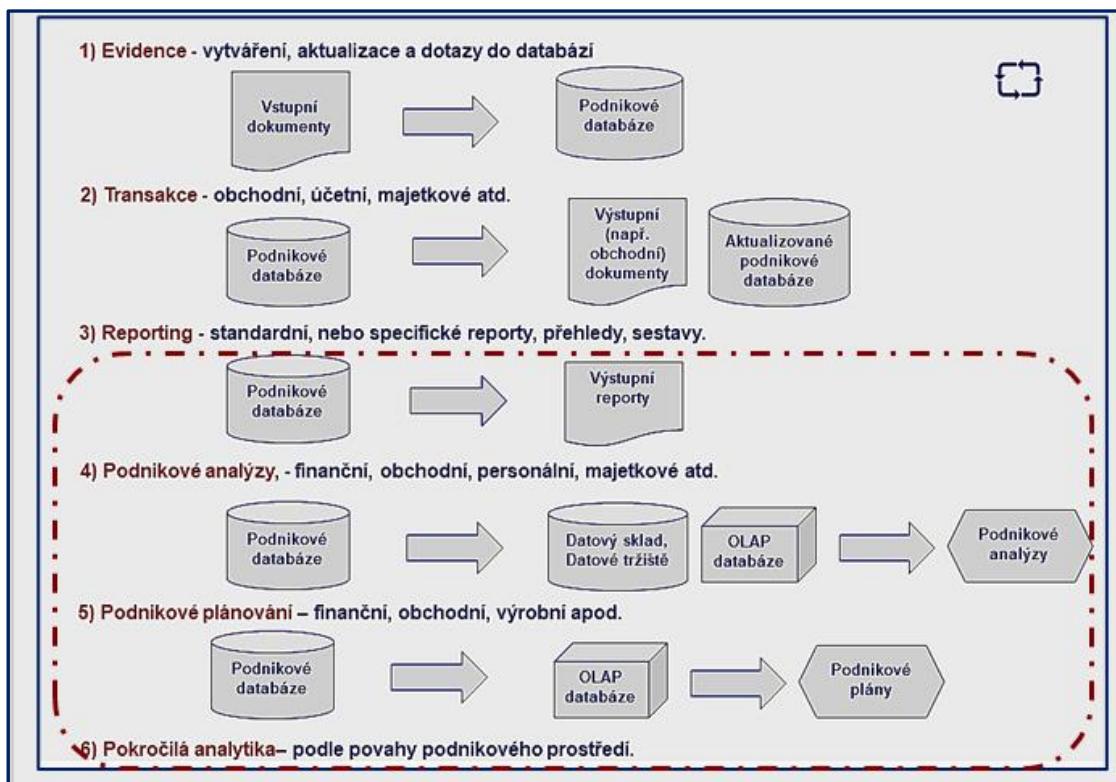 1) Evidence - vytváření, aktualizace a dotazy do databází
Vstupní
dokumenty
Podnikové
databáze
2) Transakce - obchodní, účetní, majetkové atd.
Podnikové
databáze
Výstupní
(např.
obchodní)
dokumenty
Aktualizované
podnikové
databáze
3) Reporting - standardní, nebo specifické reporty, přehledy, sestavy.
Podnikové
databáze
Výstupní
reporty
4) Podnikové analýzy, - finanční, obchodní, personální, majetkové atd.
Podnikové
databáze
Datový sklad,
Datové tržiště
OLAP
databáze
Podnikové
analýzy
5) Podnikové plánování – finanční, obchodní, výrobní apod.
Podnikové
databáze
OLAP
databáze
Podnikové
plány
6) Pokročilá analytika– podle povahy podnikového prostředí.